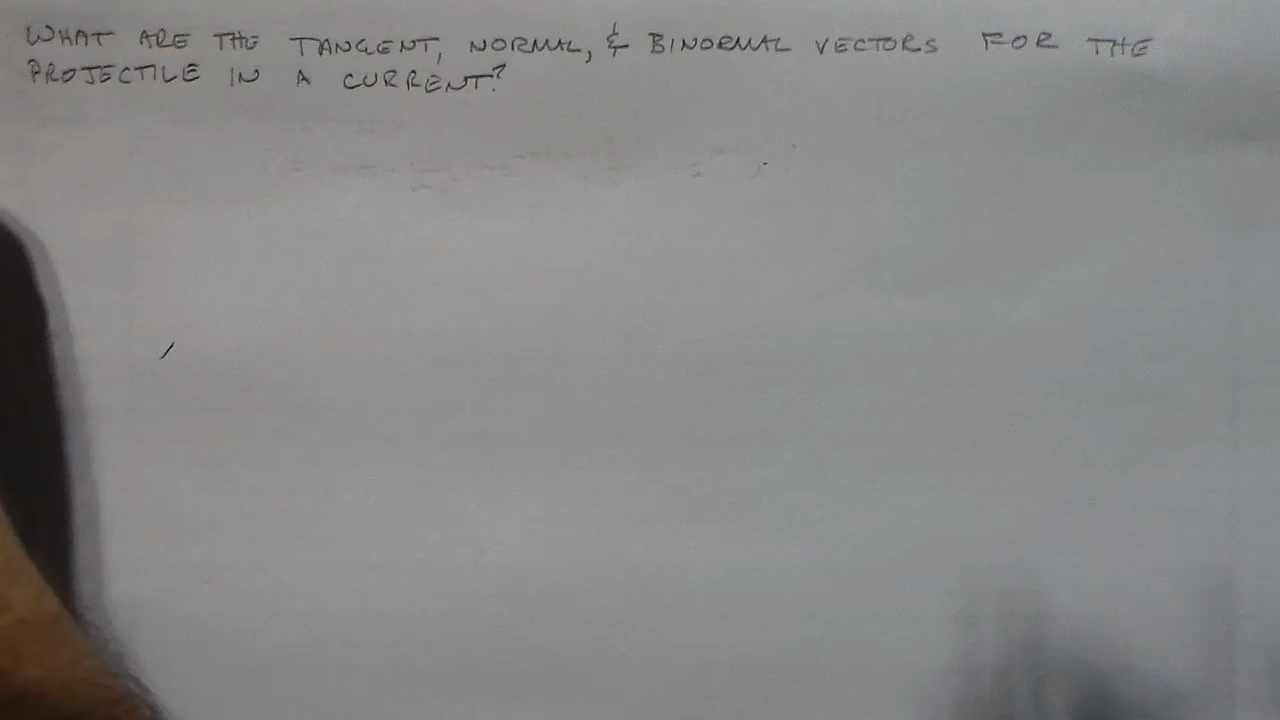 WHAT ARE THE TANGENT, NORMAL, & BINORMAL VECTORS FOR THE
PROJECTILE IN A CURRENT?